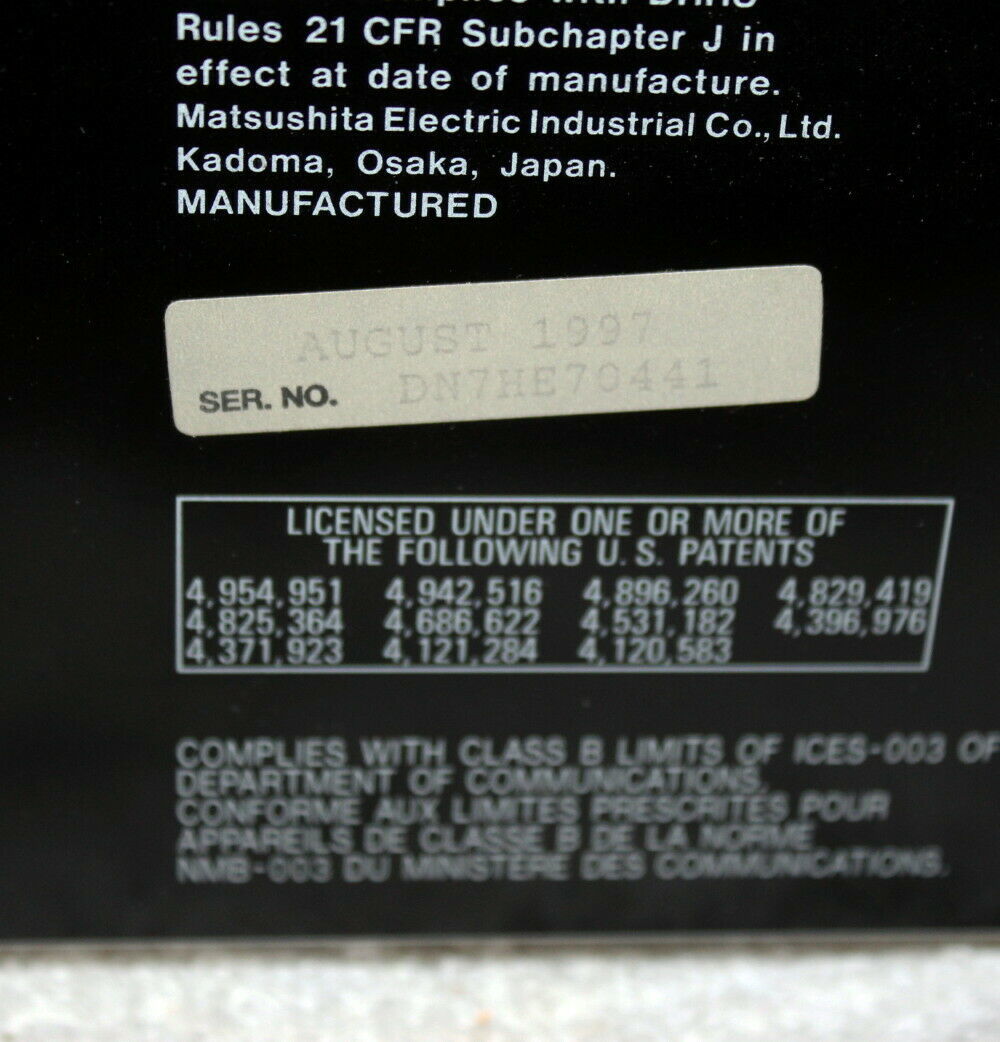 with DHHS
Rules 21 CFR Subchapter J in
effect at date of manufacture.
Matsushita Electric Industrial Co., Ltd.
Kadoma, Osaka, Japan.
MANUFACTURED
AUGUST 1997
SER. NO. DN7HE70441
LICENSED UNDER ONE OR MORE OF
THE FOLLOWING U.S. PATENTS
4,954,951 4,942,516 4,896,260 4,829,419
4,825,364 4,686,622 4,531,182 4,396,976
4,371,923 4,121,284 4,120,583
COMPLIES WITH CLASS B LIMITS OF ICES-003 OF
DEPARTMENT OF COMMUNICATIONS.
CONFORME AUX LIMITES PRESCRITES POUR
APPAREILS DE CLASSE B DE LA NORME
NMB-003 DU MINISTÈRE DES COMMUNICATIONS.